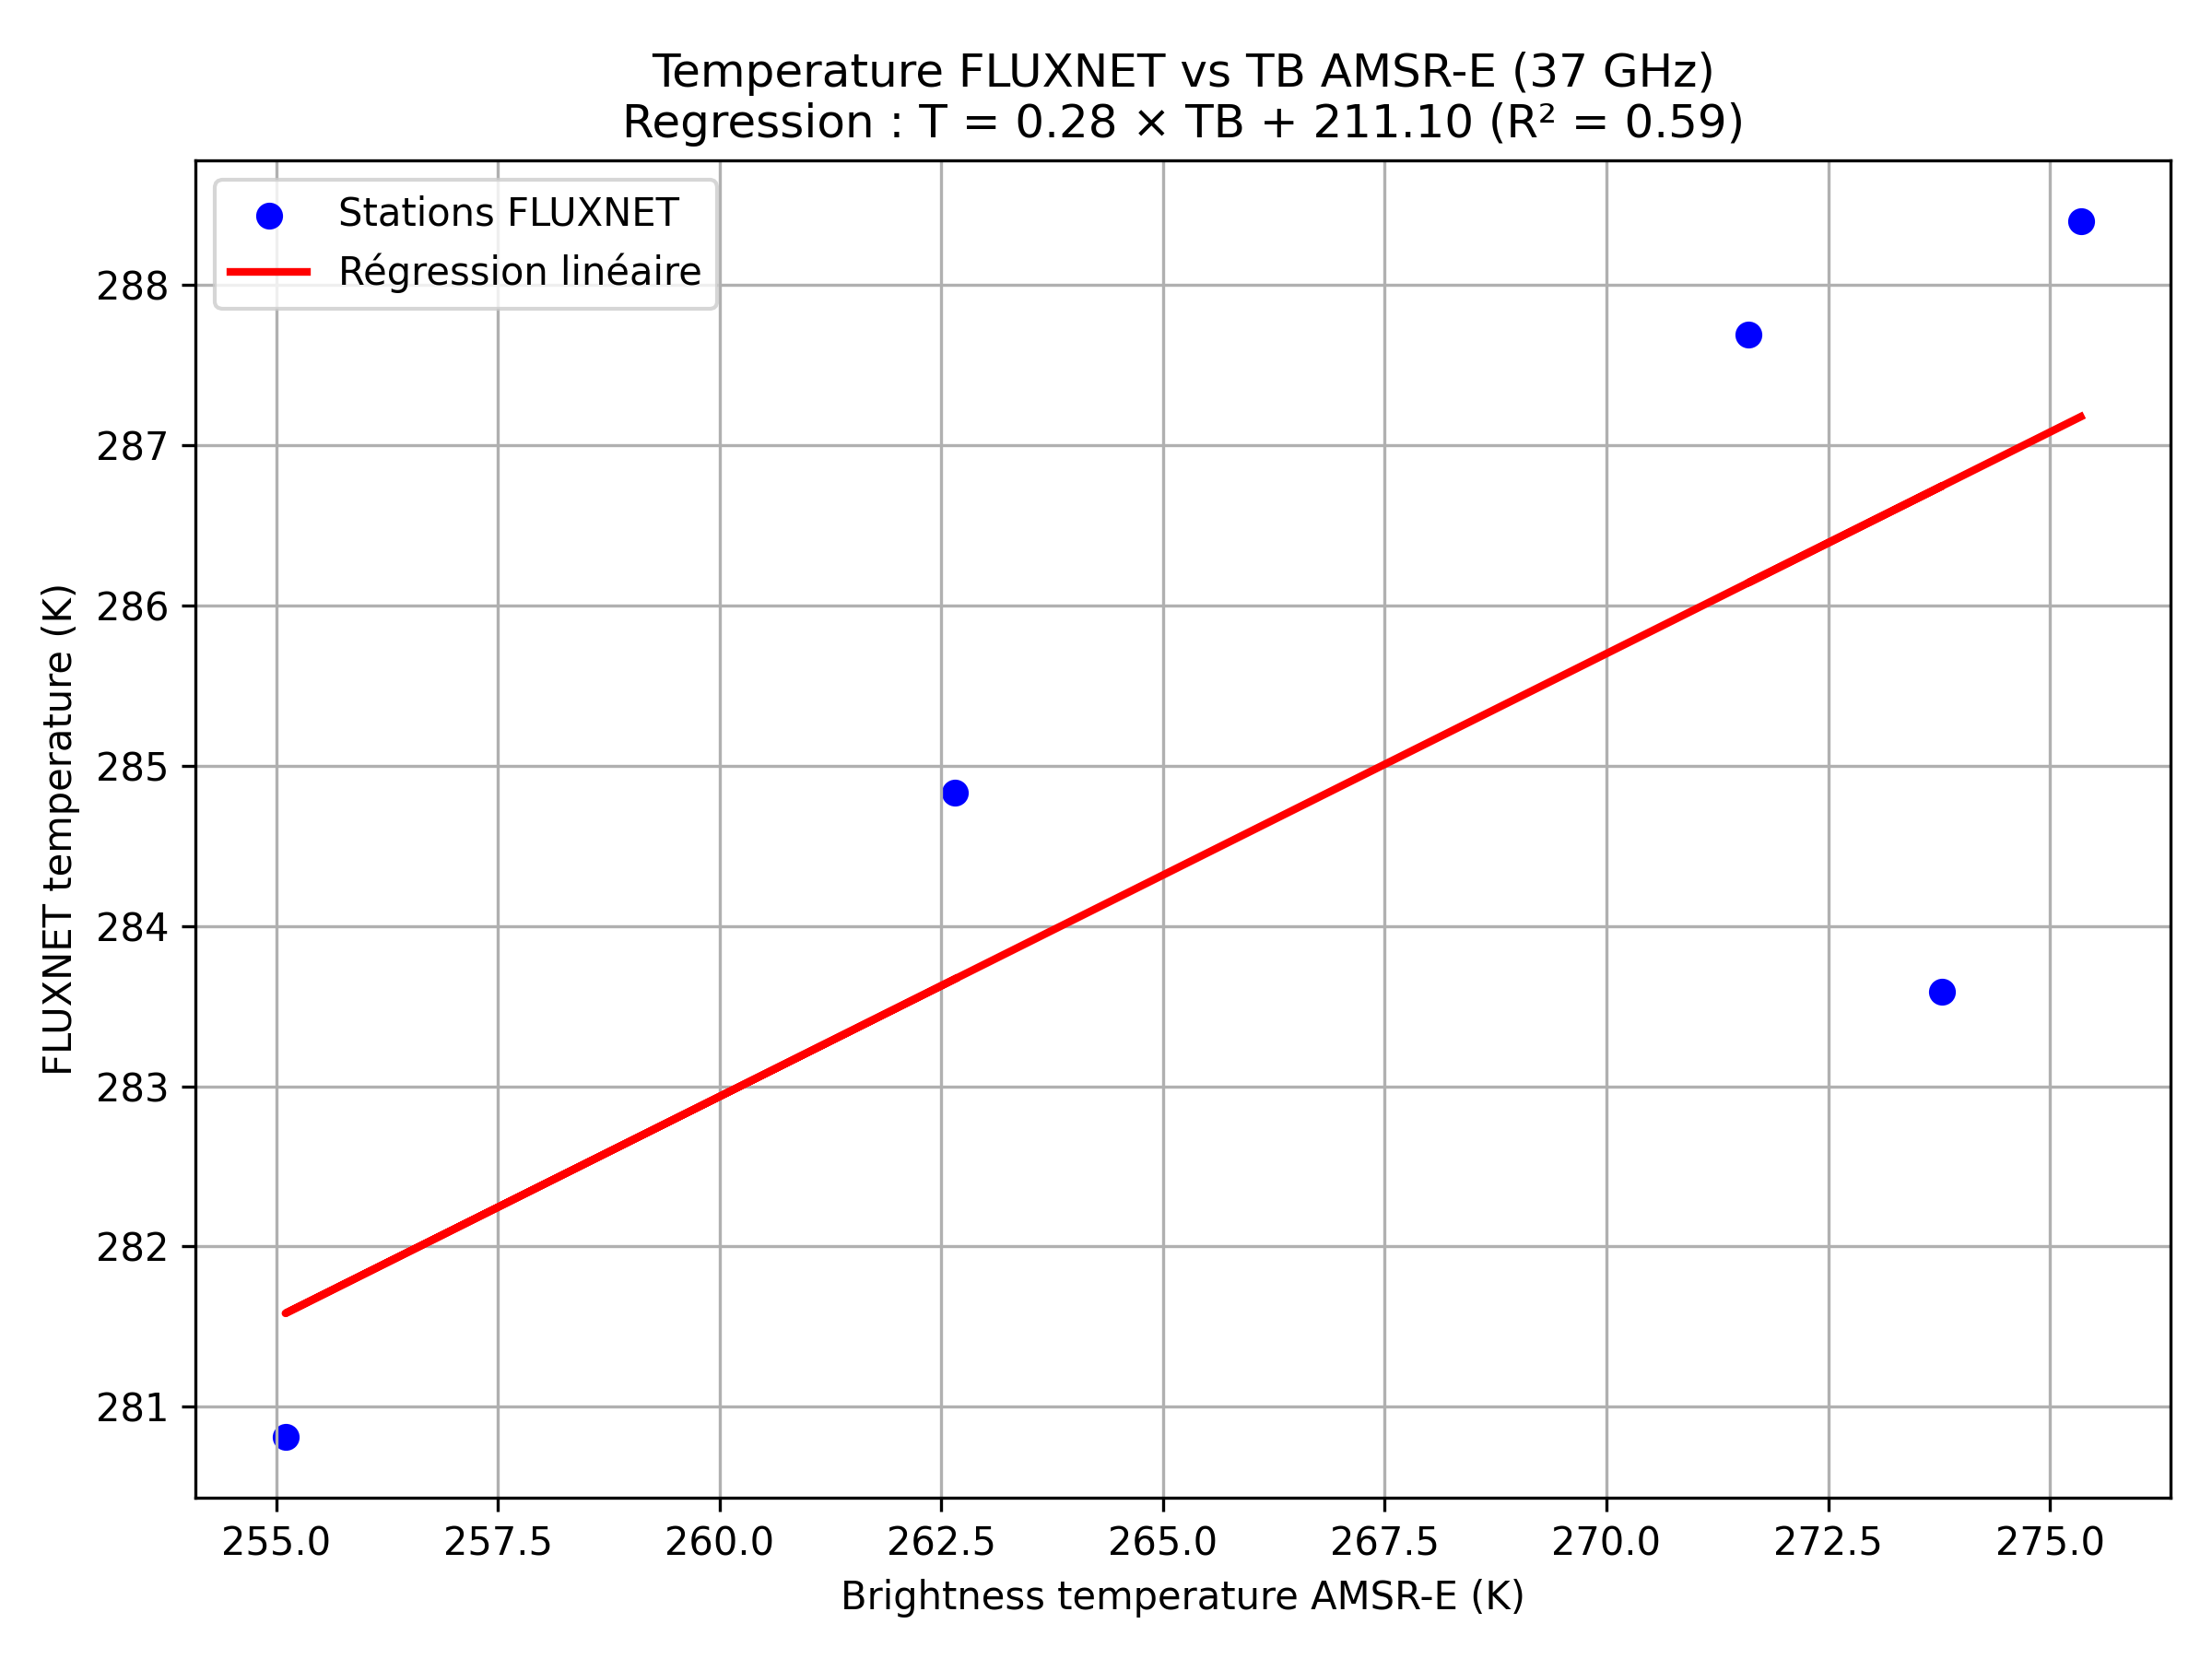 Temperature FLUXNET vs TB AMSR-E (37 GHz)
Regression : T = 0.28 × TB + 211.10 (R² = 0.59)
Stations FLUXNET
Régression linéaire
288
287
286
285
284
283
282
281
FLUXNET temperature (K)
255.0 257.5 260.0 262.5 265.0 267.5 270.0 272.5 275.0
Brightness temperature AMSR-E (K)